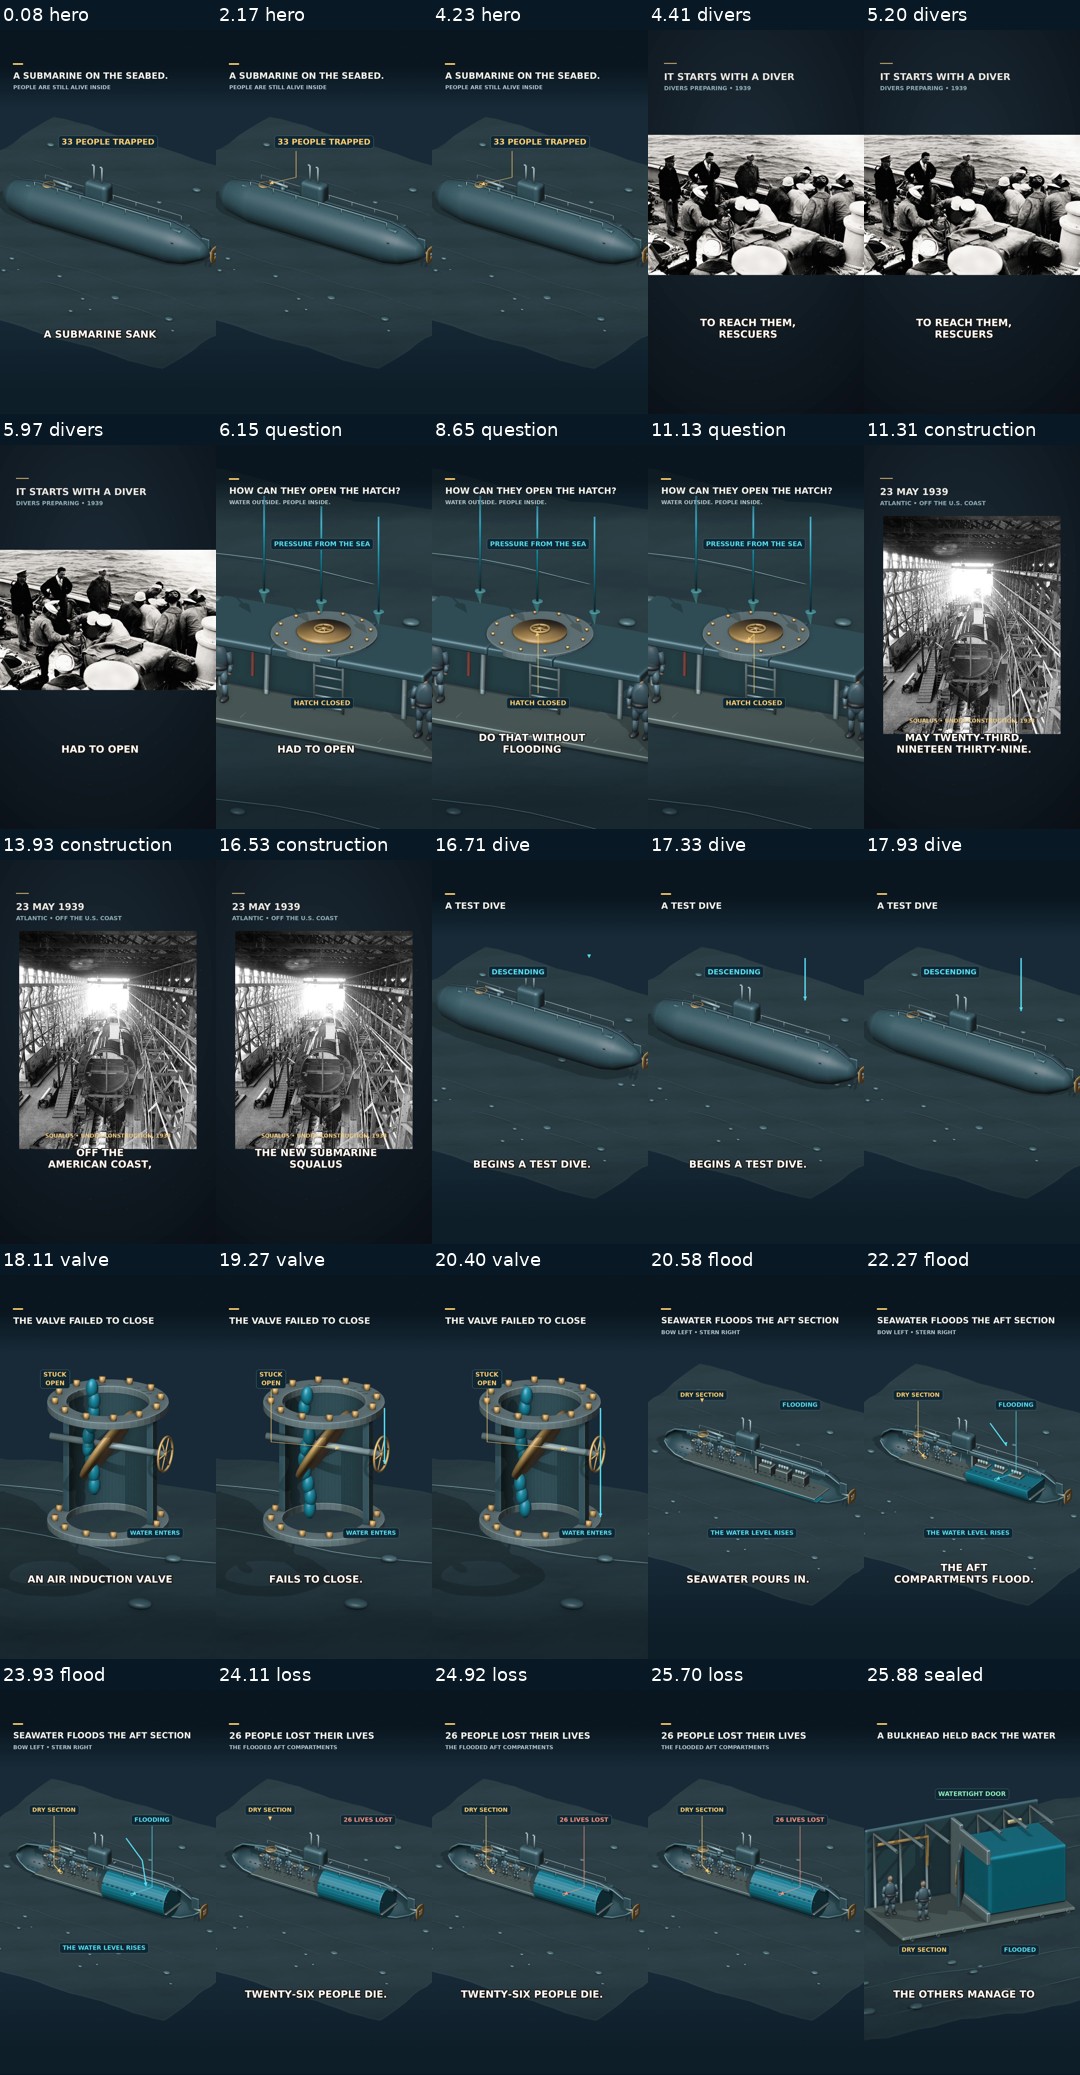 0.08 hero
A SUBMARINE ON THE SEABED.
PEOPLE ARE STILL ALIVE INSIDE
33 PEOPLE TRAPPED
A SUBMARINE SANK
2.17 hero
A SUBMARINE ON THE SEABED.
PEOPLE ARE STILL ALIVE INSIDE
33 PEOPLE TRAPPED
4.23 hero
A SUBMARINE ON THE SEABED.
PEOPLE ARE STILL ALIVE INSIDE
33 PEOPLE TRAPPED
4.41 divers
IT STARTS WITH A DIVER
DIVERS PREPARING • 1939
TO REACH THEM,
RESCUERS
5.20 divers
IT STARTS WITH A DIVER
DIVERS PREPARING • 1939
TO REACH THEM,
RESCUERS
5.97 divers
IT STARTS WITH A DIVER
DIVERS PREPARING • 1939
HAD TO OPEN
6.15 question
HOW CAN THEY OPEN THE HATCH?
WATER OUTSIDE. PEOPLE INSIDE.
PRESSURE FROM THE SEA
HATCH CLOSED
HAD TO OPEN
8.65 question
HOW CAN THEY OPEN THE HATCH?
WATER OUTSIDE. PEOPLE INSIDE.
PRESSURE FROM THE SEA
HATCH CLOSED
DO THAT WITHOUT
FLOODING
11.13 question
HOW CAN THEY OPEN THE HATCH?
WATER OUTSIDE. PEOPLE INSIDE.
PRESSURE FROM THE SEA
HATCH CLOSED
11.31 construction
23 MAY 1939
ATLANTIC • OFF THE U.S. COAST
SQUALUS • UNDER CONSTRUCTION, 1939
MAY TWENTY-THIRD,
NINETEEN THIRTY-NINE.
13.93 construction
23 MAY 1939
ATLANTIC • OFF THE U.S. COAST
SQUALUS • UNDER CONSTRUCTION, 1939
OFF THE
AMERICAN COAST,
16.53 construction
23 MAY 1939
ATLANTIC • OFF THE U.S. COAST
SQUALUS • UNDER CONSTRUCTION, 1939
THE NEW SUBMARINE
SQUALUS
16.71 dive
A TEST DIVE
DESCENDING
BEGINS A TEST DIVE.
17.33 dive
A TEST DIVE
DESCENDING
BEGINS A TEST DIVE.
17.93 dive
A TEST DIVE
DESCENDING
18.11 valve
THE VALVE FAILED TO CLOSE
STUCK
OPEN
WATER ENTERS
AN AIR INDUCTION VALVE
19.27 valve
THE VALVE FAILED TO CLOSE
STUCK
OPEN
WATER ENTERS
FAILS TO CLOSE.
20.40 valve
THE VALVE FAILED TO CLOSE
STUCK
OPEN
WATER ENTERS
20.58 flood
SEAWATER FLOODS THE AFT SECTION
BOW LEFT • STERN RIGHT
DRY SECTION
FLOODING
THE WATER LEVEL RISES
SEAWATER POURS IN.
22.27 flood
SEAWATER FLOODS THE AFT SECTION
BOW LEFT • STERN RIGHT
DRY SECTION
FLOODING
THE WATER LEVEL RISES
THE AFT
COMPARTMENTS FLOOD.
23.93 flood
SEAWATER FLOODS THE AFT SECTION
BOW LEFT • STERN RIGHT
DRY SECTION
FLOODING
THE WATER LEVEL RISES
24.11 loss
26 PEOPLE LOST THEIR LIVES
THE FLOODED AFT COMPARTMENTS
DRY SECTION
26 LIVES LOST
TWENTY-SIX PEOPLE DIE.
24.92 loss
26 PEOPLE LOST THEIR LIVES
THE FLOODED AFT COMPARTMENTS
DRY SECTION
26 LIVES LOST
TWENTY-SIX PEOPLE DIE.
25.70 loss
26 PEOPLE LOST THEIR LIVES
THE FLOODED AFT COMPARTMENTS
DRY SECTION
26 LIVES LOST
25.88 sealed
A BULKHEAD HELD BACK THE WATER
WATERTIGHT DOOR
DRY SECTION
FLOODED
THE OTHERS MANAGE TO